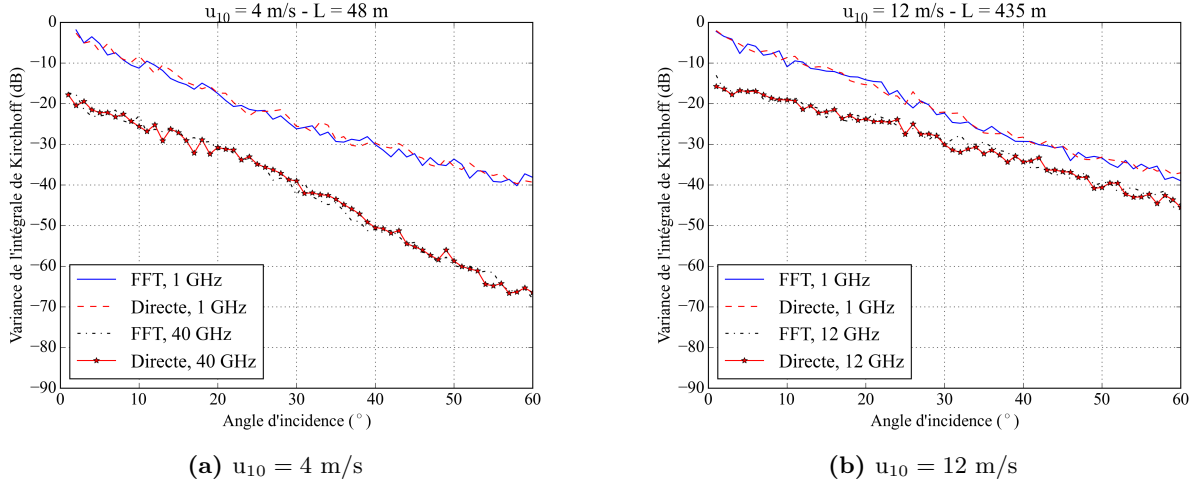 u10 = 4 m/s - L = 48 m
0
−10
−20
−30
−40
−50
−60
−70
−80
−90
Variance de l'intégrale de Kirchhoff (dB)
FFT, 1 GHz
Directe, 1 GHz
FFT, 40 GHz
Directe, 40 GHz
0 10 20 30 40 50 60
Angle d'incidence (°)
(a) u10 = 4 m/s
u10 = 12 m/s - L = 435 m
0
−10
−20
−30
−40
−50
−60
−70
−80
−90
Variance de l'intégrale de Kirchhoff (dB)
FFT, 1 GHz
Directe, 1 GHz
FFT, 12 GHz
Directe, 12 GHz
0 10 20 30 40 50 60
Angle d'incidence (°)
(b) u10 = 12 m/s